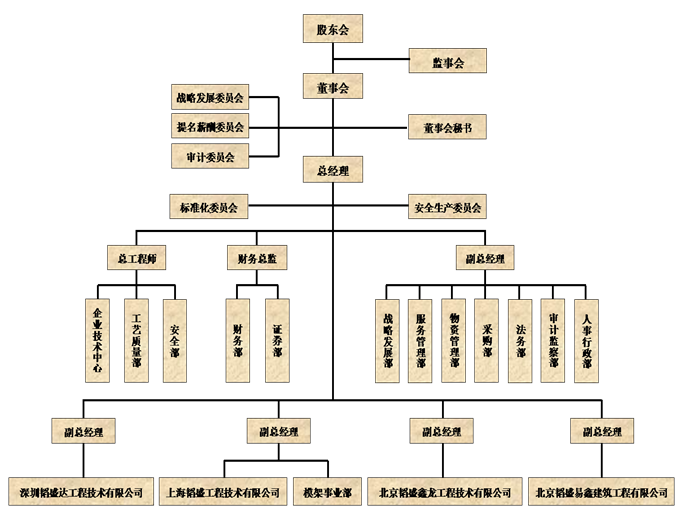 股东会
监事会
董事会
战略发展委员会
提名薪酬委员会
董事会秘书
审计委员会
总经理
标准化委员会
安全生产委员会
总工程师
财务总监
副总经理
企业技术中心
工艺质量部
安全部
财务部
证券部
战略发展部
服务管理部
物资管理部
采购部
法务部
审计监察部
人事行政部
副总经理
副总经理
副总经理
副总经理
深圳韬盛达工程技术有限公司
上海韬盛工程技术有限公司
模架事业部
北京韬盛鑫龙工程技术有限公司
北京韬盛易鑫建筑工程有限公司